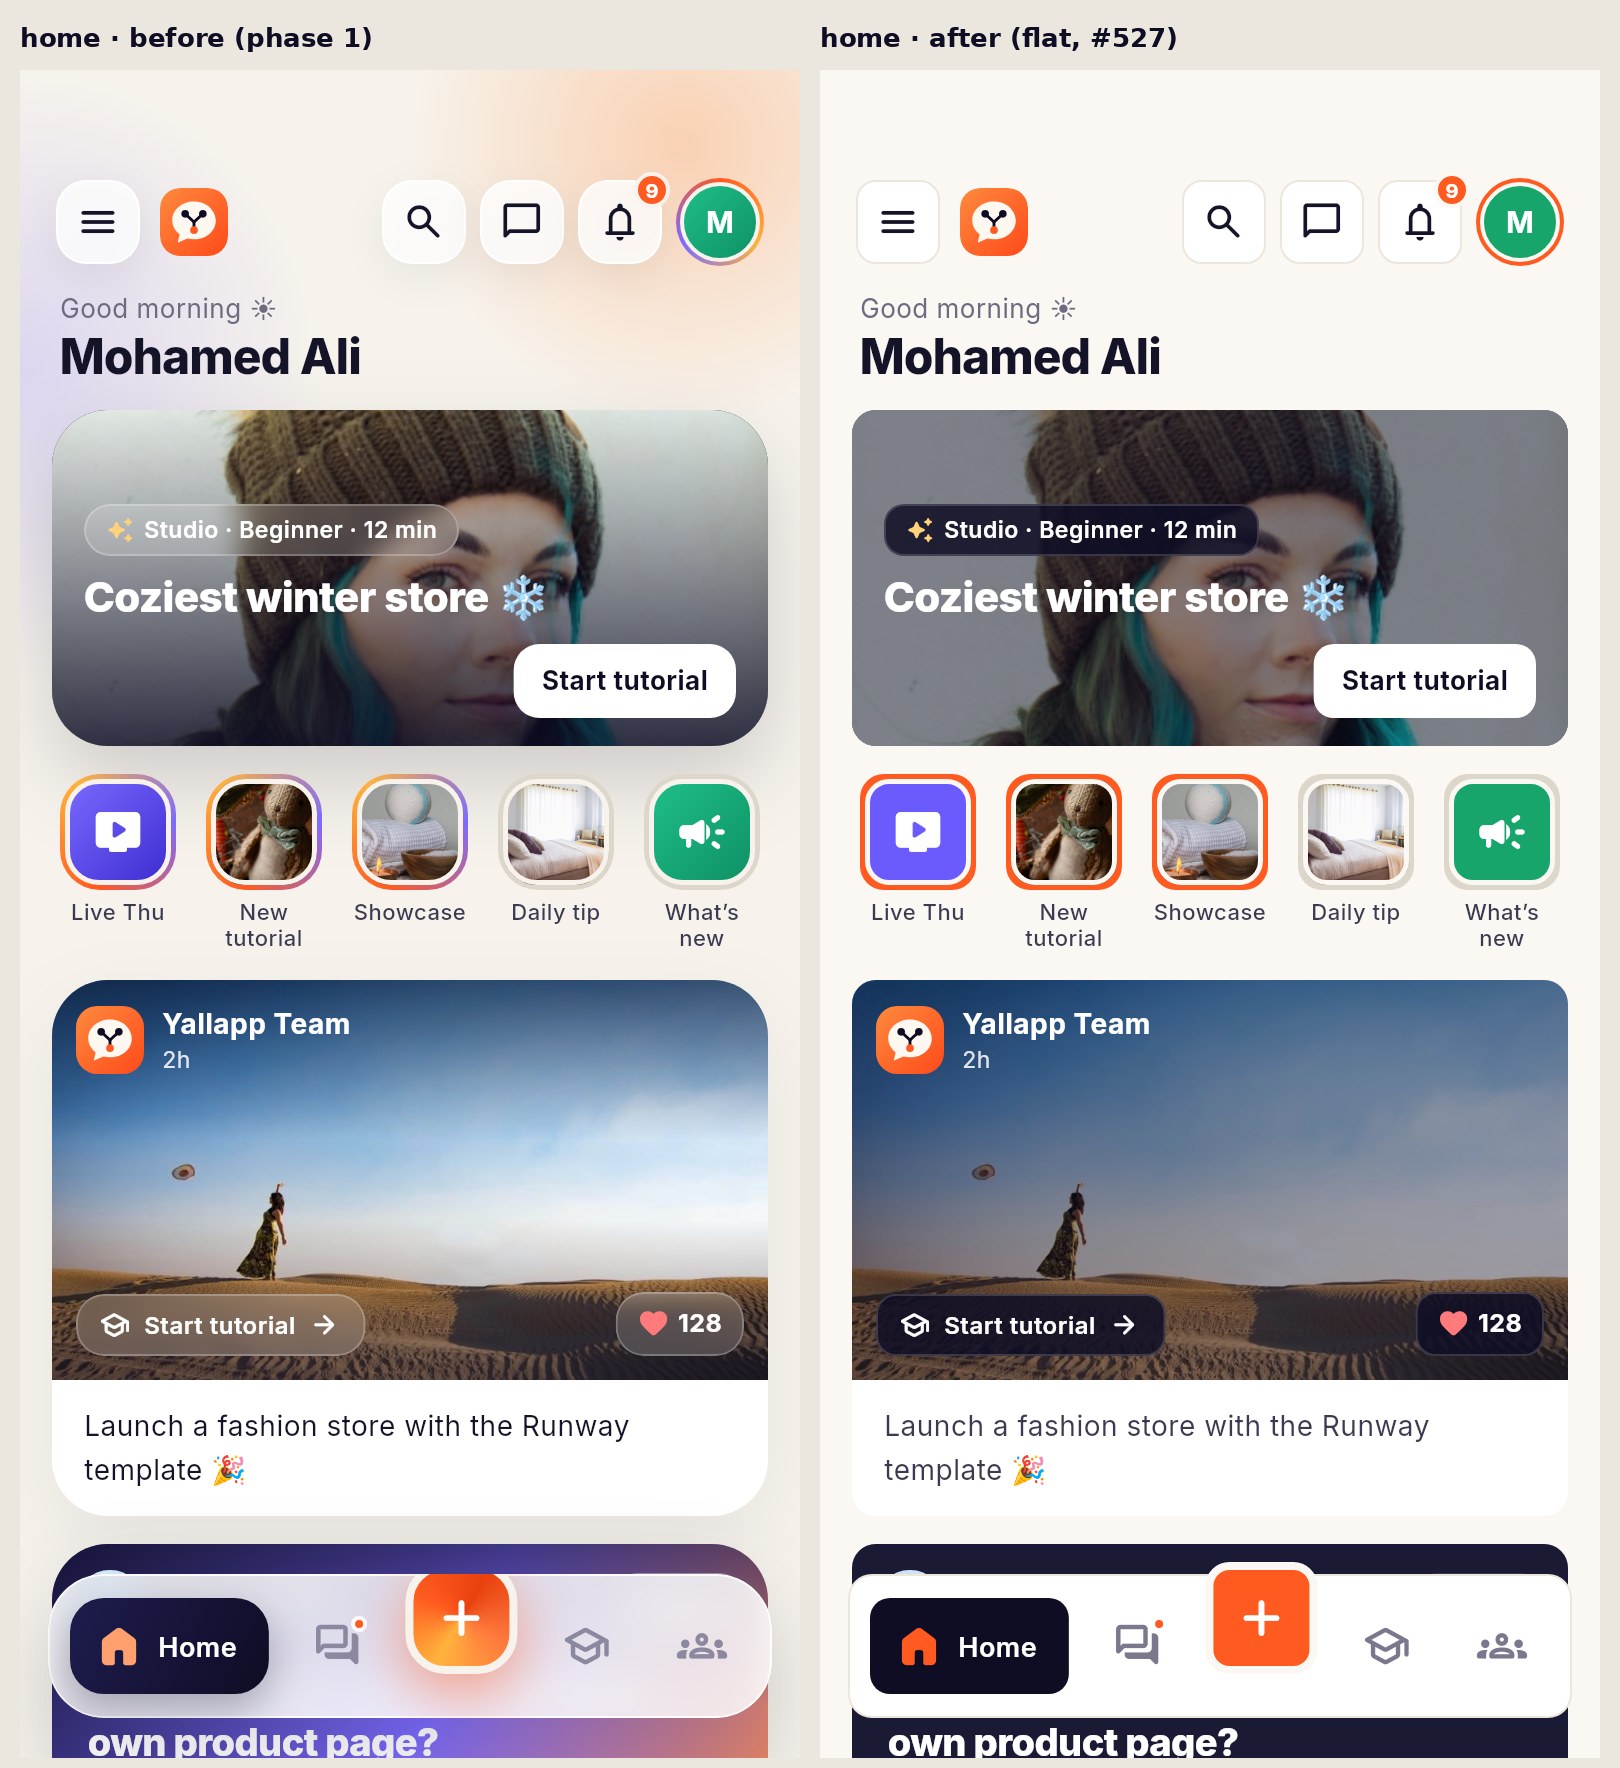 home · before (phase 1)
9
M
Good morning
Mohamed Ali
Studio · Beginner · 12 min
Coziest winter store ❄️
Start tutorial
Live Thu
New tutorial
Showcase
Daily tip
What's new
Yallapp Team
2h
Start tutorial →
128
Launch a fashion store with the Runway
template 🎉
Home
own product page?
home · after (flat, #527)
9
M
Good morning
Mohamed Ali
Studio · Beginner · 12 min
Coziest winter store ❄️
Start tutorial
Live Thu
New tutorial
Showcase
Daily tip
What's new
Yallapp Team
2h
Start tutorial →
128
Launch a fashion store with the Runway
template 🎉
Home
own product page?